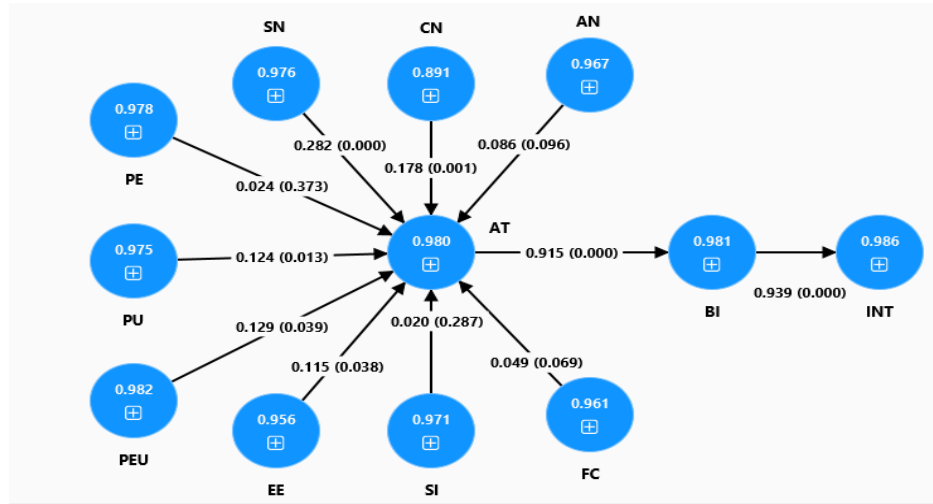 SN
CN
AN
0.976
0.891
0.967
0.978
0.282 (0.000)
0.086 (0.096)
0.178 (0.001)
PE
0.024 (0.373)
AT
0.975
0.124 (0.013)
0.980
0.915 (0.000)
0.981
0.986
0.939 (0.000)
PU
BI
INT
0.129 (0.039)
0.020 (0.287)
0.115 (0.038)
0.049 (0.069)
0.982
0.956
0.971
0.961
PEU
EE
SI
FC